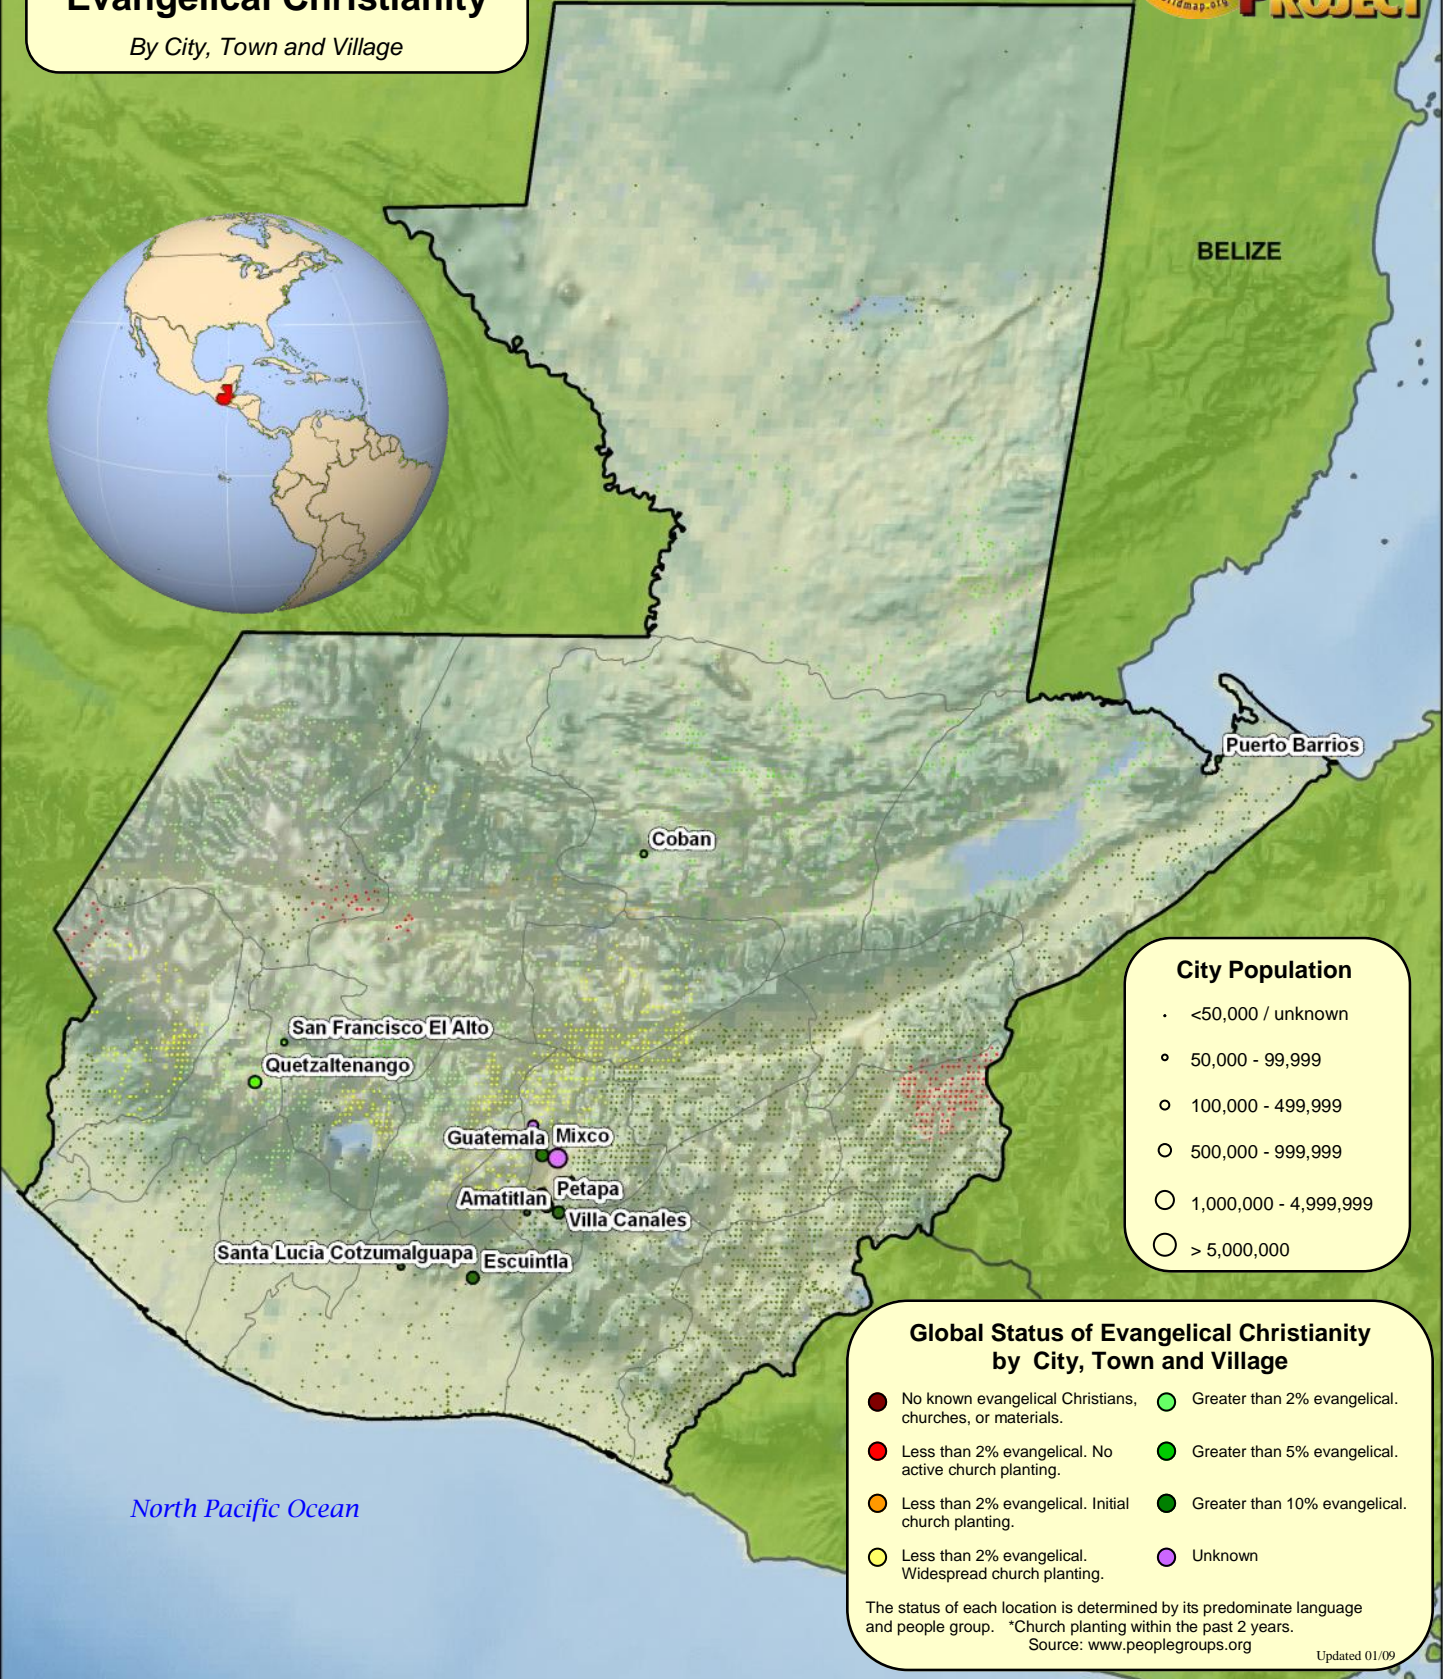 Evangelical Christianity
By City, Town and Village
PROJECT
BELIZE
Puerto Barrios
Coban
San Francisco El Alto
Quetzaltenango
Guatemala
Mixco
Petapa
Amatitlan
Villa Canales
Santa Lucia Cotzumalguapa
Escuintla
North Pacific Ocean
City Population
<50,000 / unknown
50,000 - 99,999
100,000 - 499,999
500,000 - 999,999
1,000,000 - 4,999,999
> 5,000,000
Global Status of Evangelical Christianity
by City, Town and Village
No known evangelical Christians,
churches, or materials.
Less than 2% evangelical. No
active church planting.
Less than 2% evangelical. Initial
church planting.
Less than 2% evangelical.
Widespread church planting.
Greater than 2% evangelical.
Greater than 5% evangelical.
Greater than 10% evangelical.
Unknown
The status of each location is determined by its predominate language
and people group. *Church planting within the past 2 years.
Source: www.peoplegroups.org
Updated 01/09